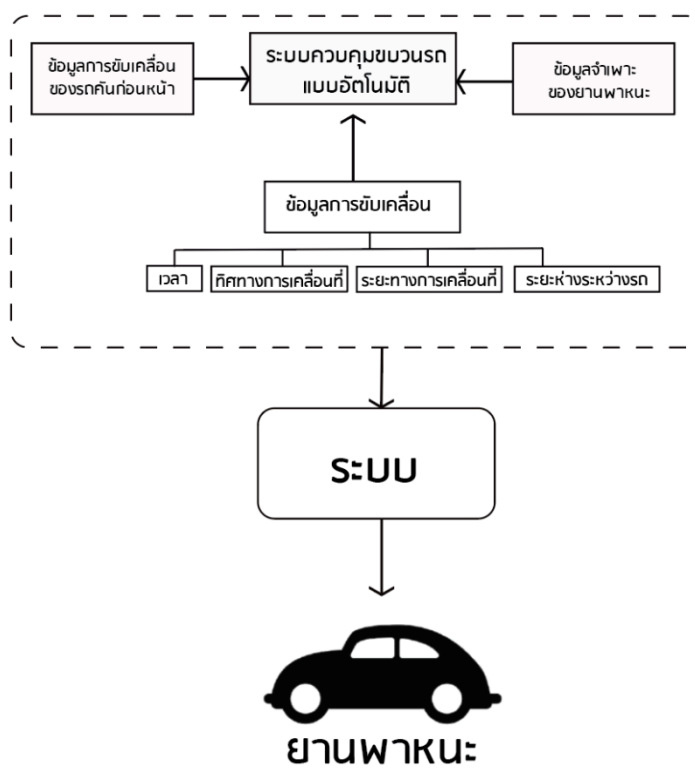 ข้อมูลการขับเคลื่อน
ของรถคันก่อนหน้า
ระบบควบคุมขบวนรถ
แบบอัตโนมัติ
ข้อมูลจำเพาะ
ของยานพาหนะ
ข้อมูลการขับเคลื่อน
เวลา
ทิศทางการเคลื่อนที่
ระยะทางการเคลื่อนที่
ระยะห่างระหว่างรถ
ระบบ
ยานพาหนะ